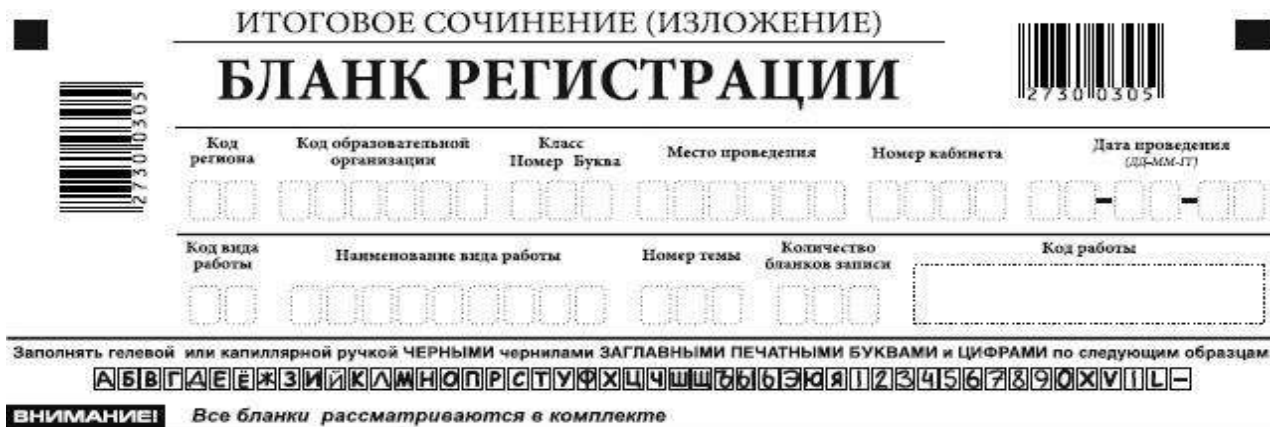 ИТОГОВОЕ СОЧИНЕНИЕ (ИЗЛОЖЕНИЕ)
БЛАНК РЕГИСТРАЦИИ
2730 0305
2730 0305
Код региона
Код образовательной организации
Класс
Номер Буква
Место проведения
Номер кабинета
Дата проведения
(ДД-ММ-ГГ)
- -
Код вида работы
Наименование вида работы
Номер темы
Количество бланков записи
Код работы
Заполнять гелевой или капиллярной ручкой ЧЕРНЫМИ чернилами ЗАГЛАВНЫМИ ПЕЧАТНЫМИ БУКВАМИ и ЦИФРАМИ по следующим образцам
АБВГДЕЁЖЗИЙКЛМНОПРСТУФХЦЧШЩЪЫЬЭЮЯ1234567890XVIL-
ВНИМАНИЕ! Все бланки рассматриваются в комплекте